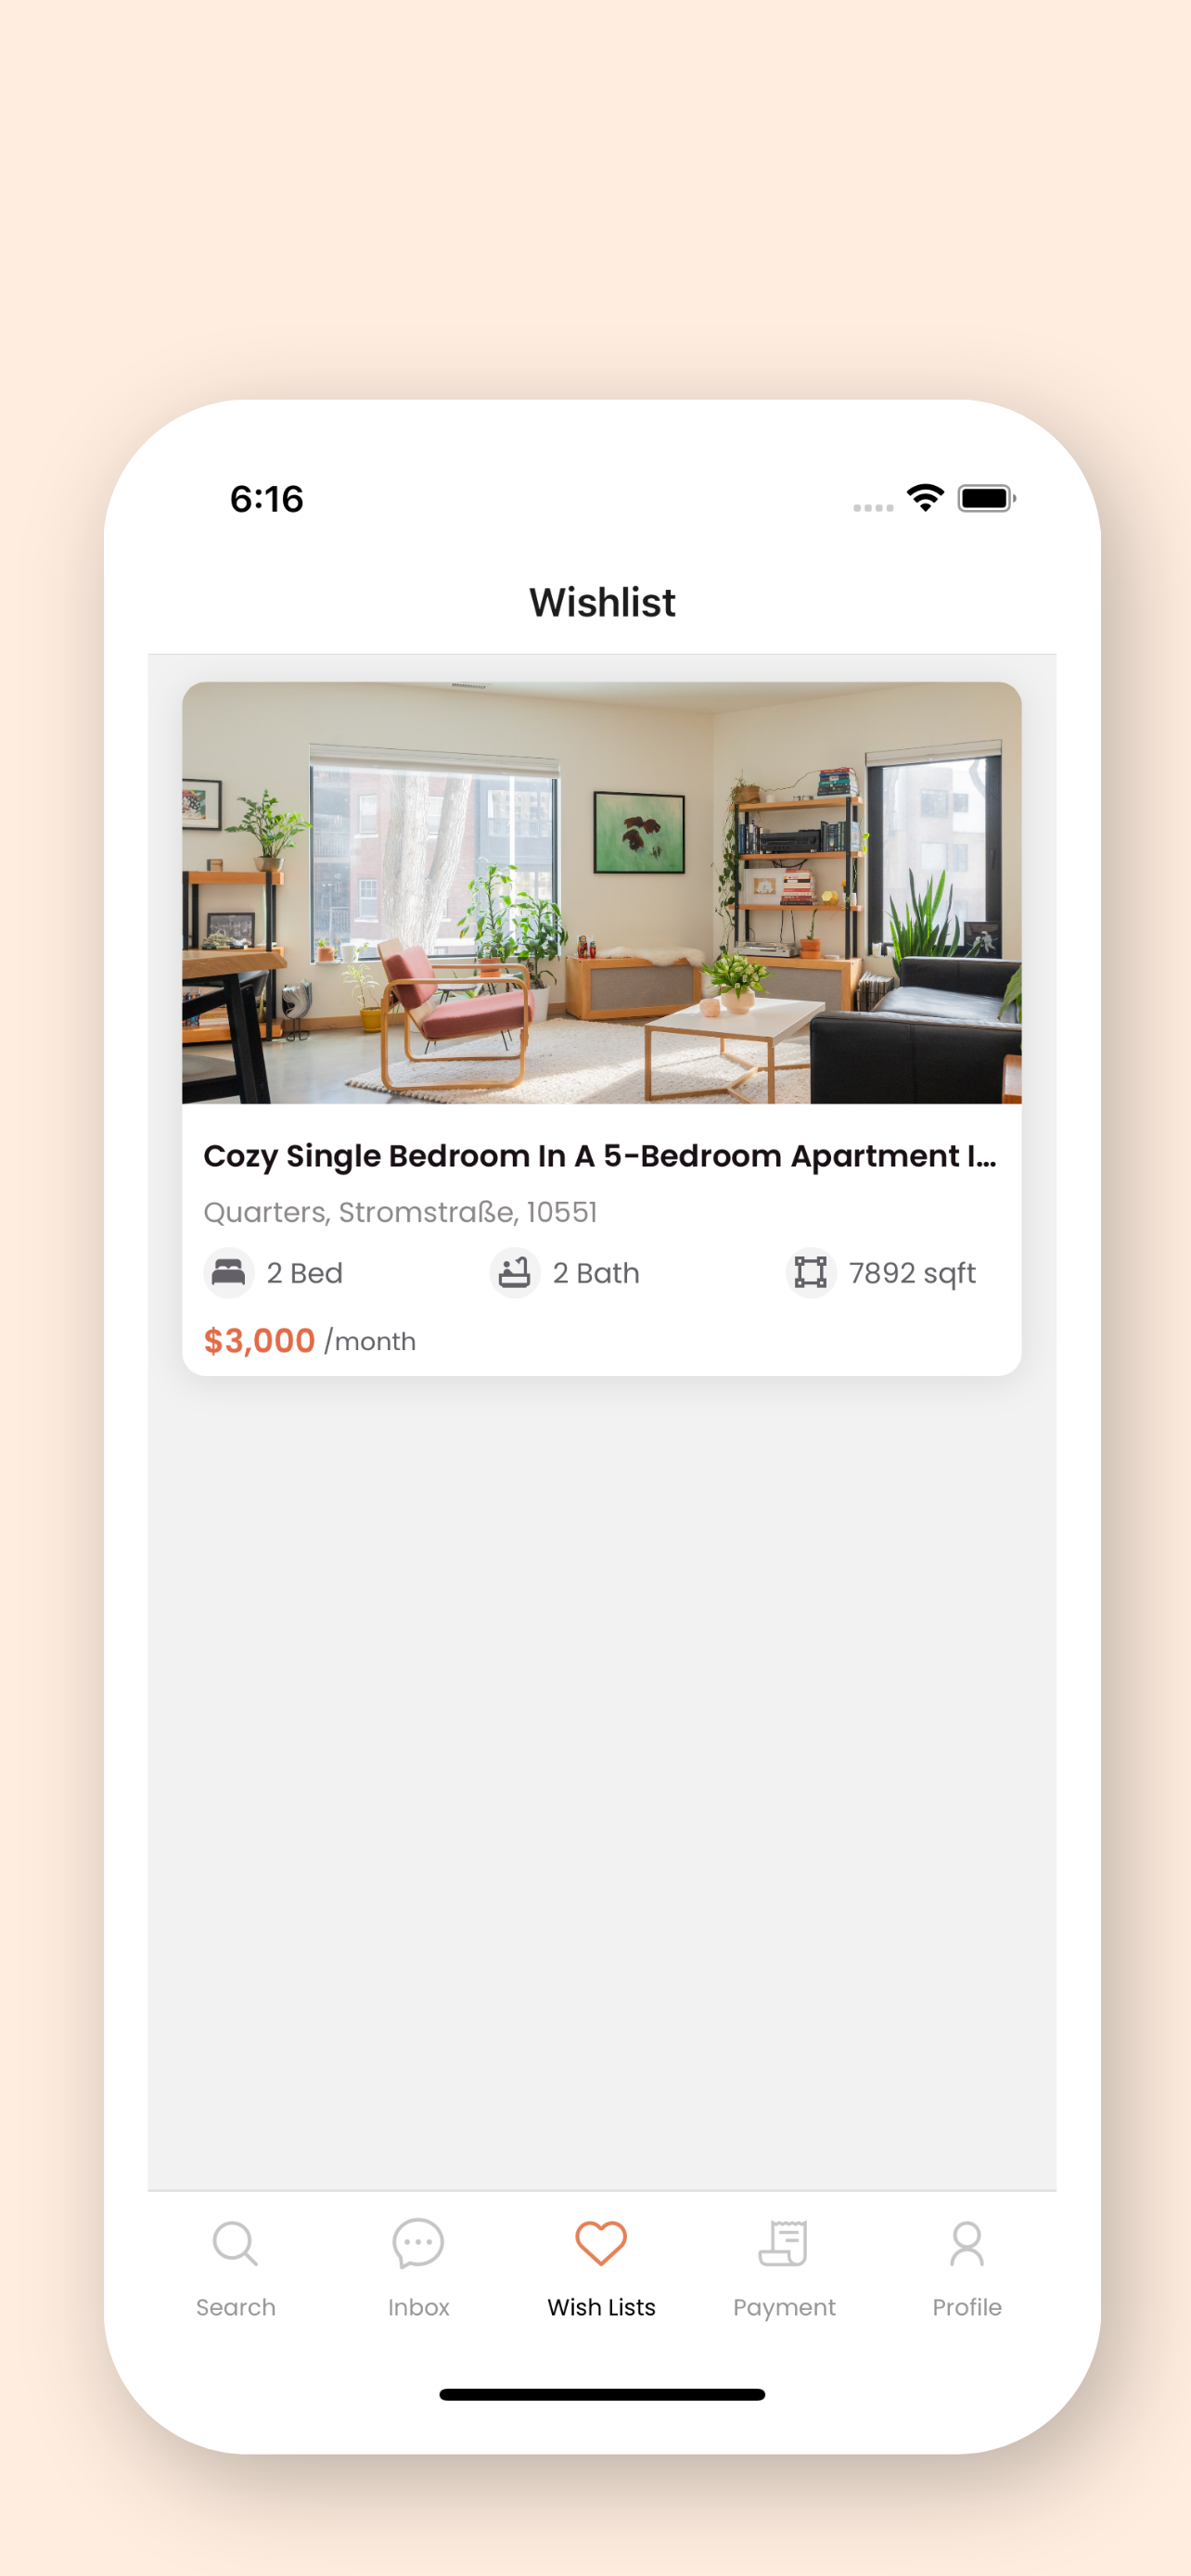 6:16
Wishlist
Cozy Single Bedroom In A 5-Bedroom Apartment I...
Quarters, Stromstraße, 10551
2 Bed 2 Bath 7892 sqft
$3,000 /month
Search Inbox Wish Lists Payment Profile